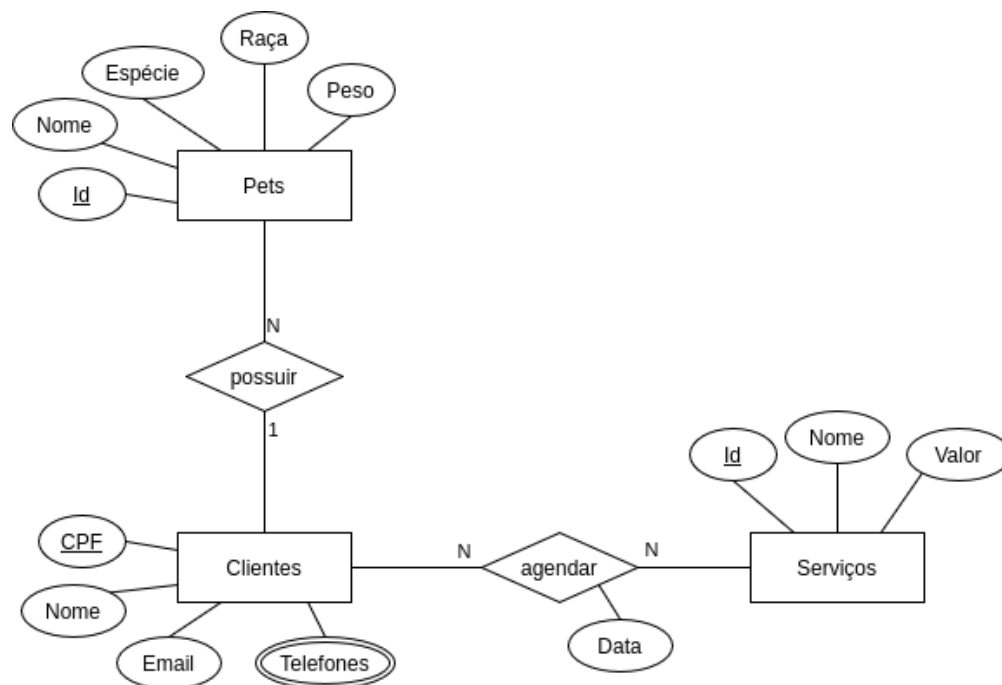 Raça
Espécie
Peso
Nome
Id
Pets
N
possuir
1
Id
Nome
Valor
CPF
Clientes
N
agendar
N
Serviços
Nome
Email
Telefones
Data